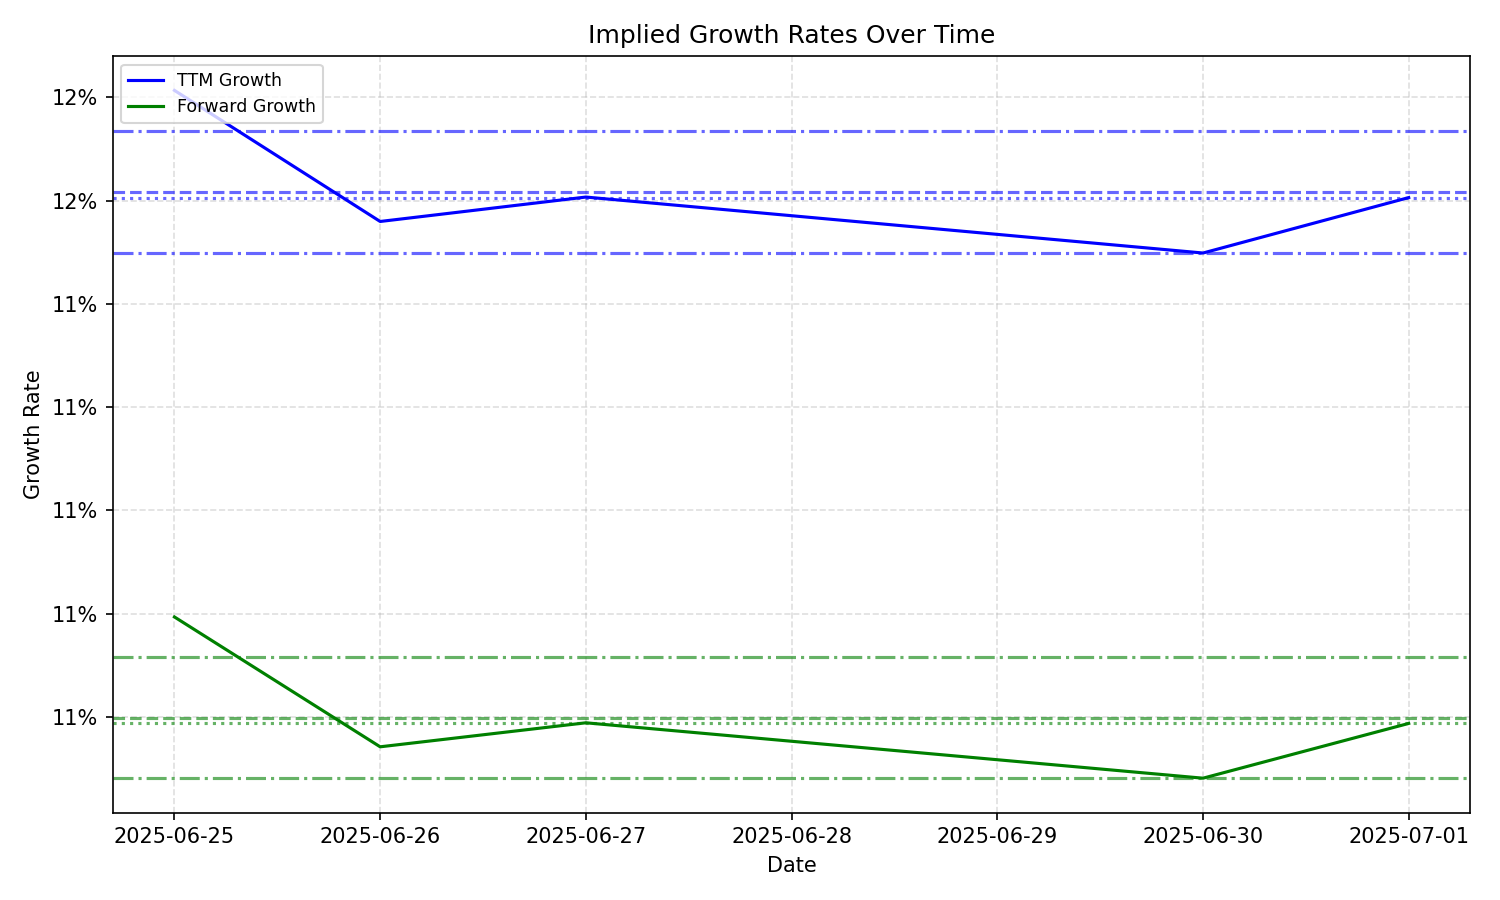 Implied Growth Rates Over Time
TTM Growth
Forward Growth
12%
12%
11%
11%
11%
11%
11%
Growth Rate
2025-06-25
2025-06-26
2025-06-27
2025-06-28
2025-06-29
2025-06-30
2025-07-01
Date